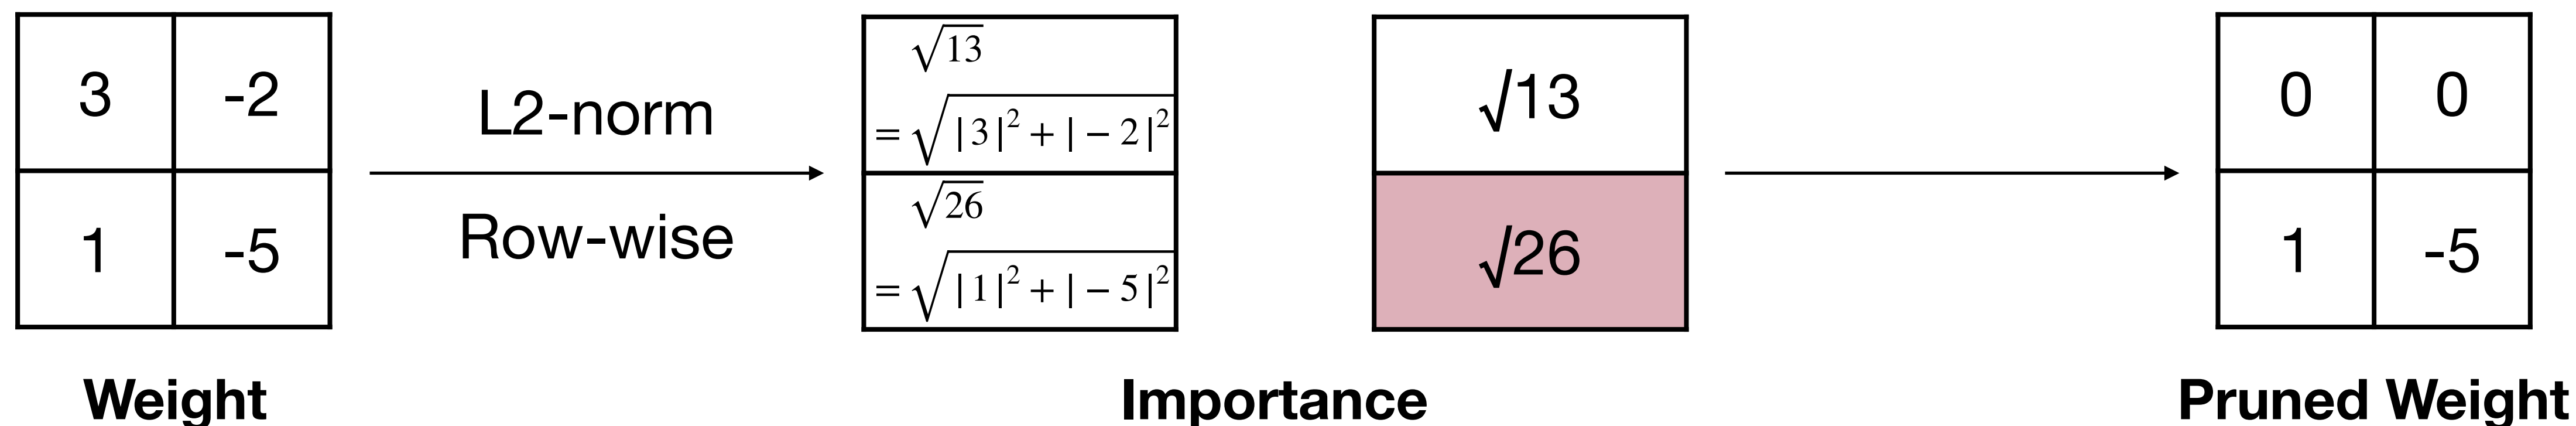 3 -2
1 -5
L2-norm
Row-wise
√13
= √|3|² + |− 2|²
√26
= √|1|² + |− 5|²
√13
√26
0 0
1 -5
Weight
Importance
Pruned Weight